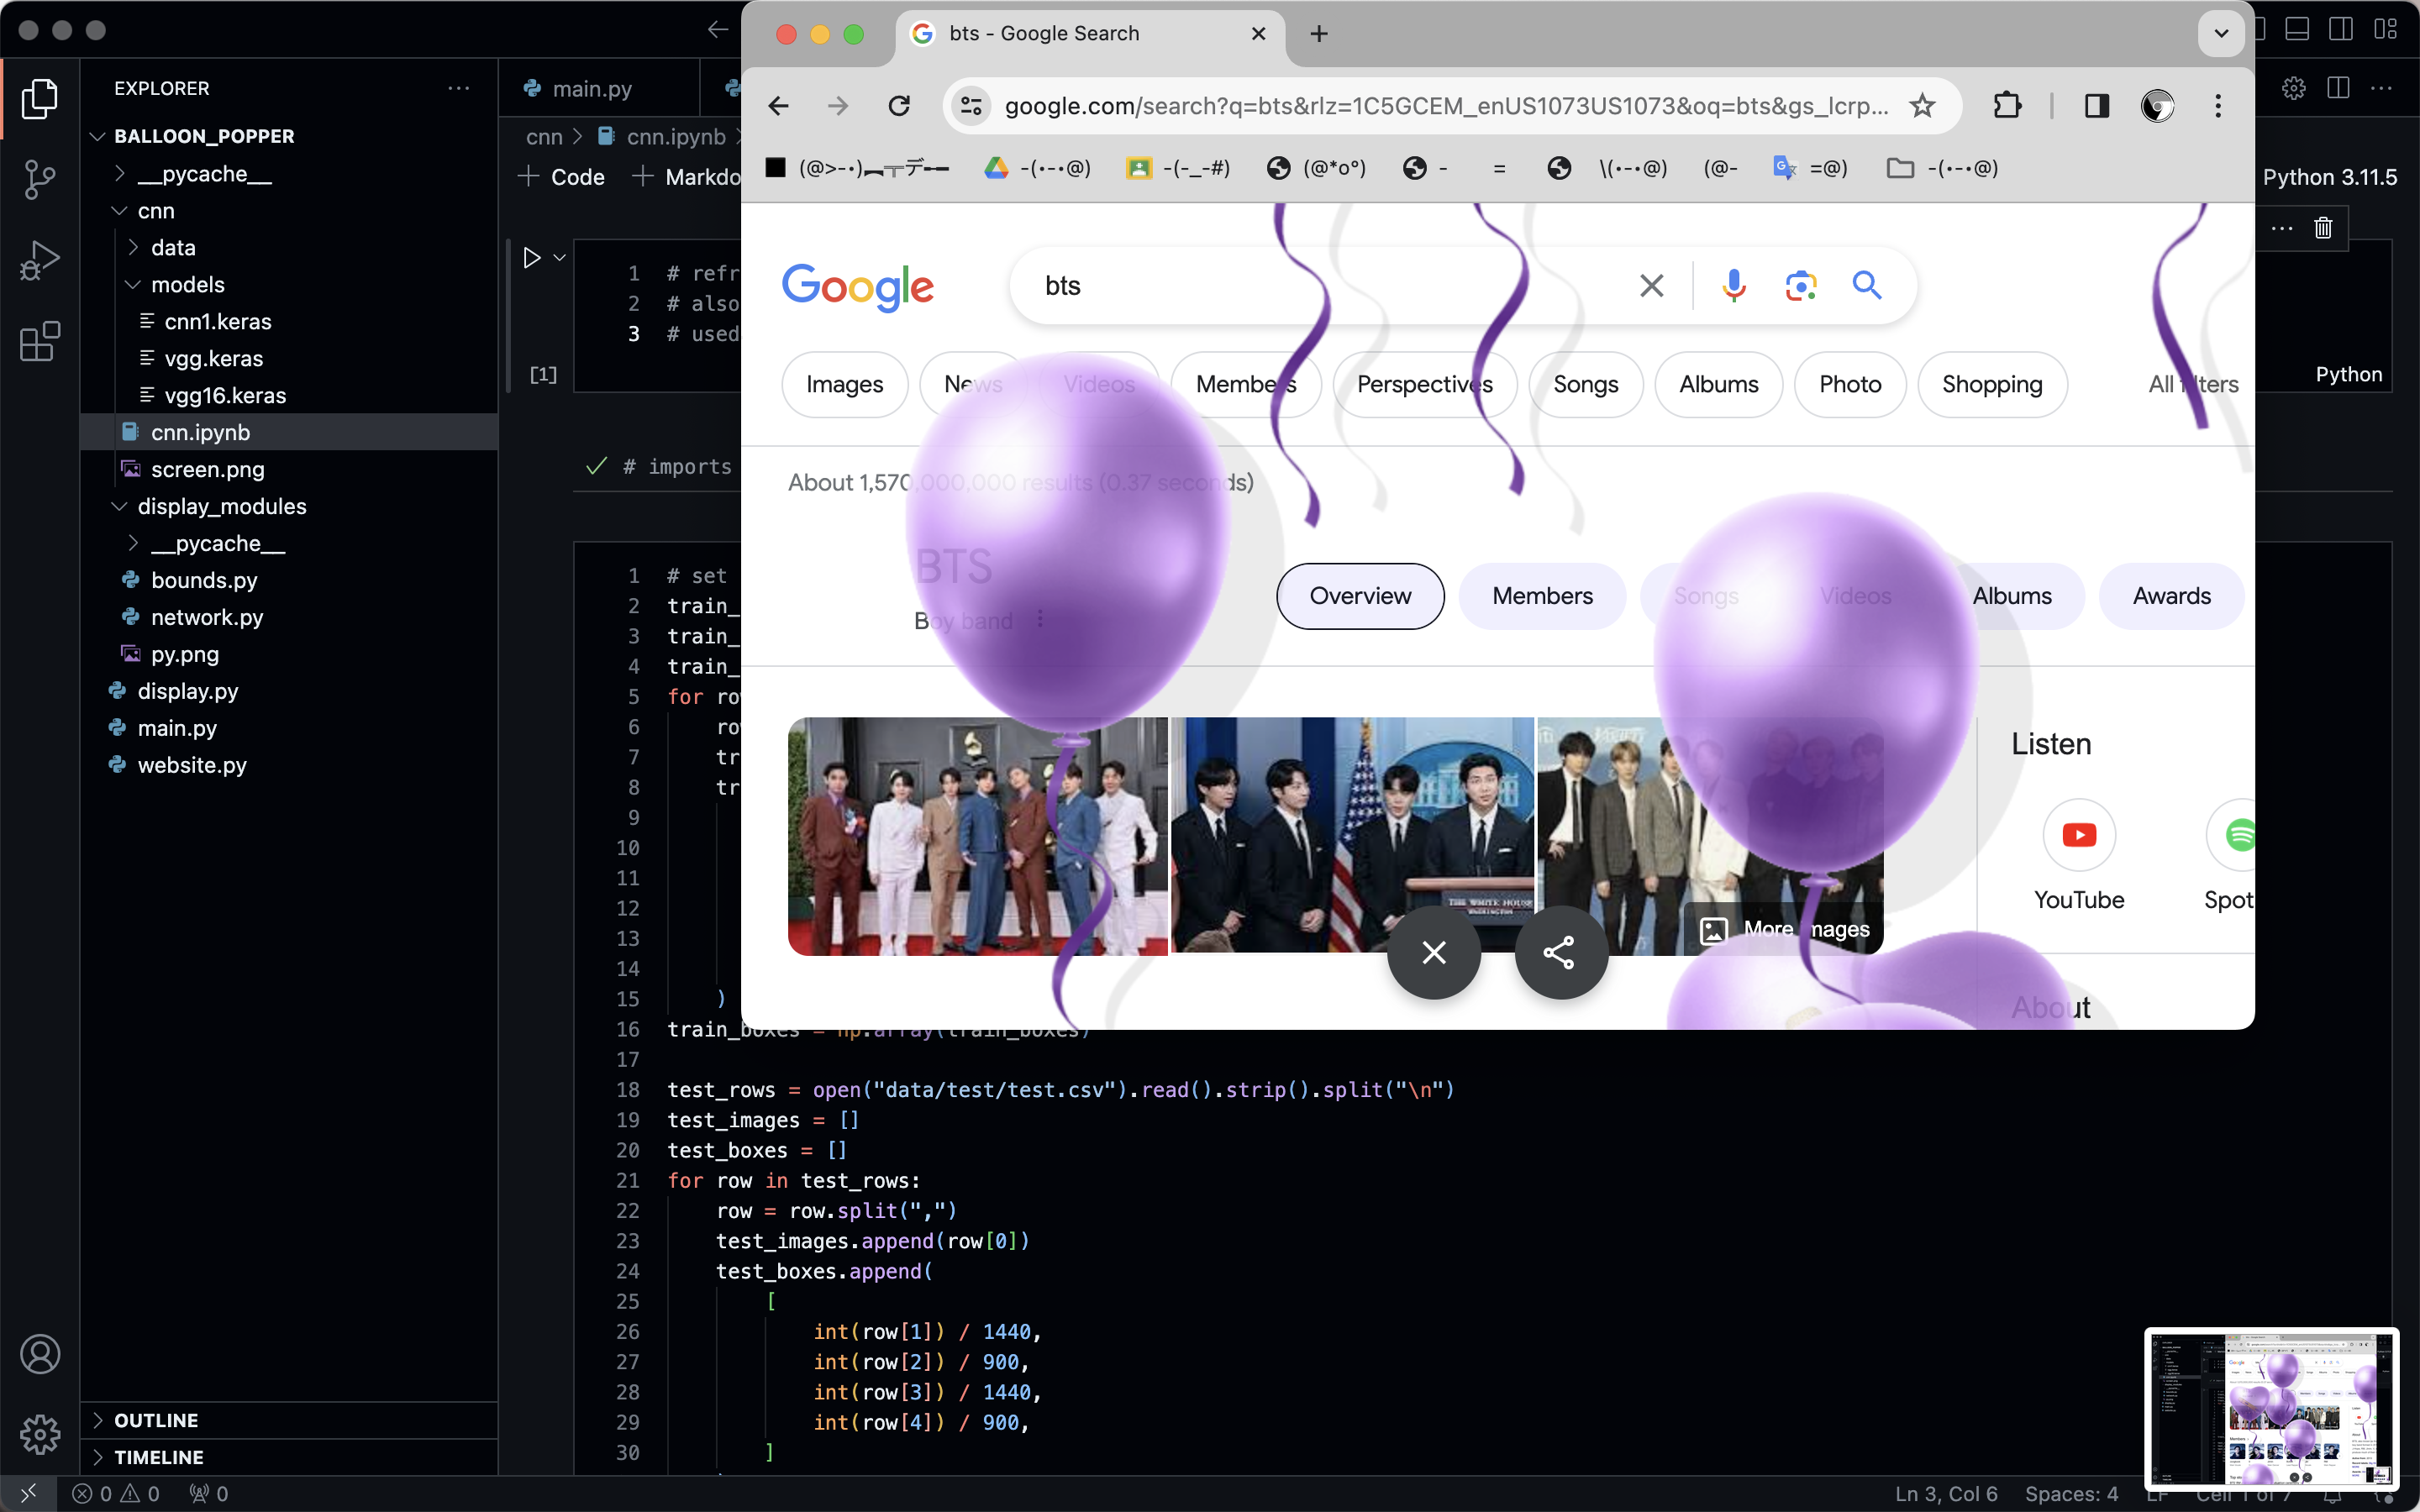 EXPLORER
BALLOON_POPPER
__pycache__
cnn
data
models
cnn1.keras
vgg.keras
vgg16.keras
cnn.ipynb
screen.png
display_modules
__pycache__
bounds.py
network.py
py.png
display.py
main.py
website.py
OUTLINE
TIMELINE
0 0 0
main.py
cnn > cnn.ipynb
Code Markdo
1 # refr
2 # also
3 # used
[1]
# imports
1 # set
2 train_
3 train_
4 train_
5 for row
6 ro
7 tr
8 tr
9
10
11
12
13
14
15 )
16 train_boxes = np.array(train_boxes)
17
18 test_rows = open("data/test/test.csv").read().strip().split("\n")
19 test_images = []
20 test_boxes = []
21 for row in test_rows:
22 row = row.split(",")
23 test_images.append(row[0])
24 test_boxes.append(
25 [
26 int(row[1]) / 1440,
27 int(row[2]) / 900,
28 int(row[3]) / 1440,
29 int(row[4]) / 900,
30 ]
bts - Google Search
google.com/search?q=bts&rlz=1C5GCEM_enUS1073US1073&oq=bts&gs_lcrp...
-(•-•@) -(-_-#) (@*o°) - = \(•-•@) (@- =@) -(•-•@)
Google
bts
Images News Videos Members Perspectives Songs Albums Photo Shopping All filters
About 1,570,000,000 results (0.37 seconds)
BTS
Boy band
Overview Members Songs Videos Albums Awards
THE WHITE HOUSE
WASHINGTON
More images
Listen
YouTube
Spot
About
Python 3.11.5
Python
Ln 3, Col 6 Spaces: 4 LF Cell 1 of 7